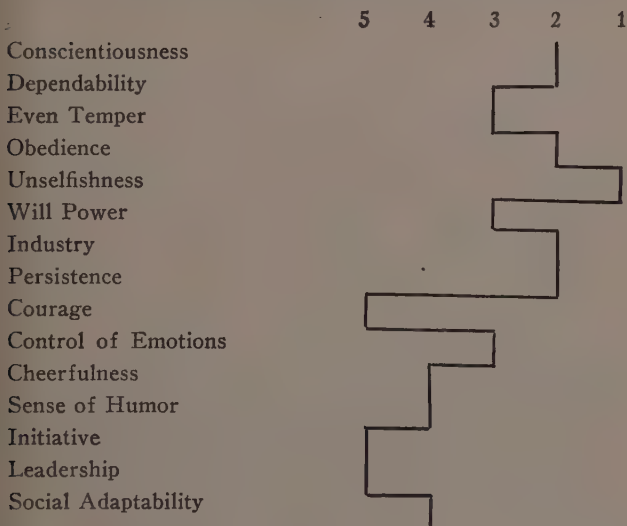 5 4 3 2 1
Conscientiousness
Dependability
Even Temper
Obedience
Unselfishness
Will Power
Industry
Persistence
Courage
Control of Emotions
Cheerfulness
Sense of Humor
Initiative
Leadership
Social Adaptability